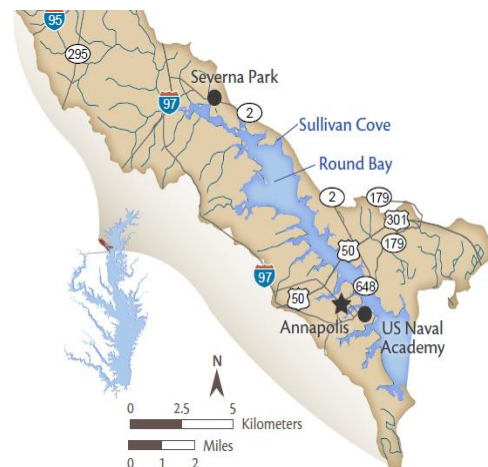 95
295
Severna Park
97
2
Sullivan Cove
Round Bay
2
179
301
50
179
97
50
648
Annapolis
US Naval
Academy
N
0 2.5 5
Kilometers
Miles
0 1 2